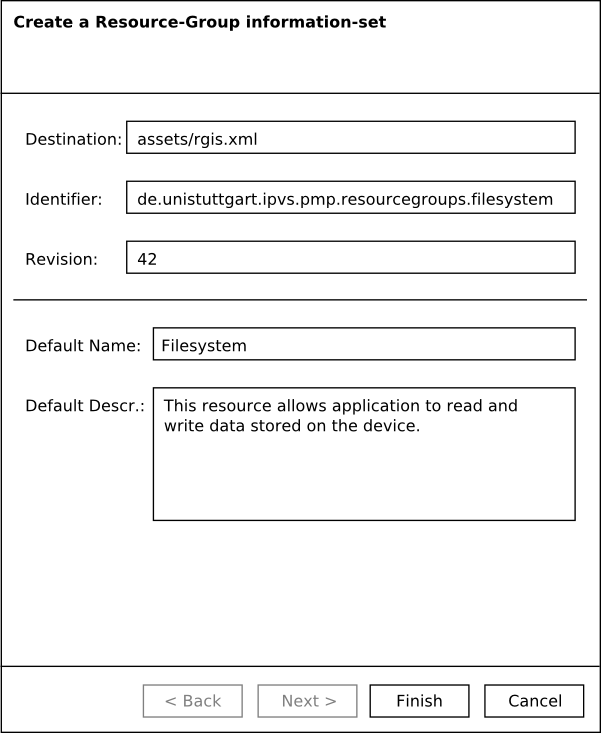 Create a Resource-Group information-set
Destination: assets/rgis.xml
Identifier: de.unistuttgart.ipvs.pmp.resourcegroups.filesystem
Revision: 42
Default Name: Filesystem
Default Descr.: This resource allows application to read and
write data stored on the device.
< Back Next > Finish Cancel